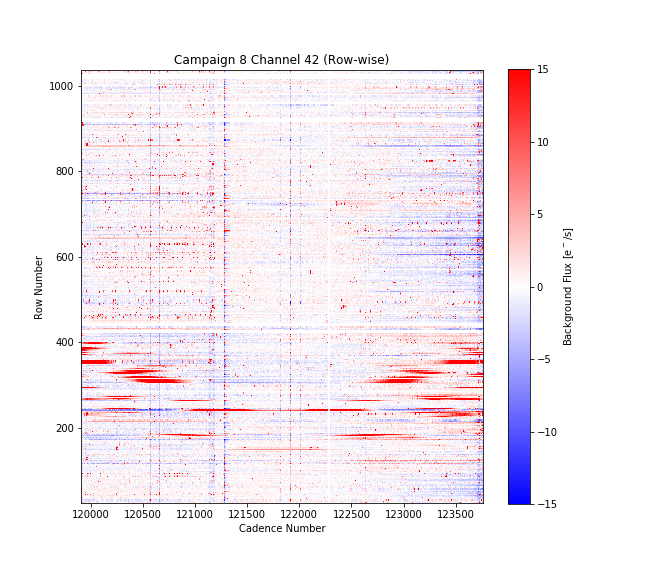 Campaign 8 Channel 42 (Row-wise)
1000
800
600
400
200
Row Number
120000 120500 121000 121500 122000 122500 123000 123500
Cadence Number
15
10
5
0
−5
−10
−15
Background Flux [e⁻/s]